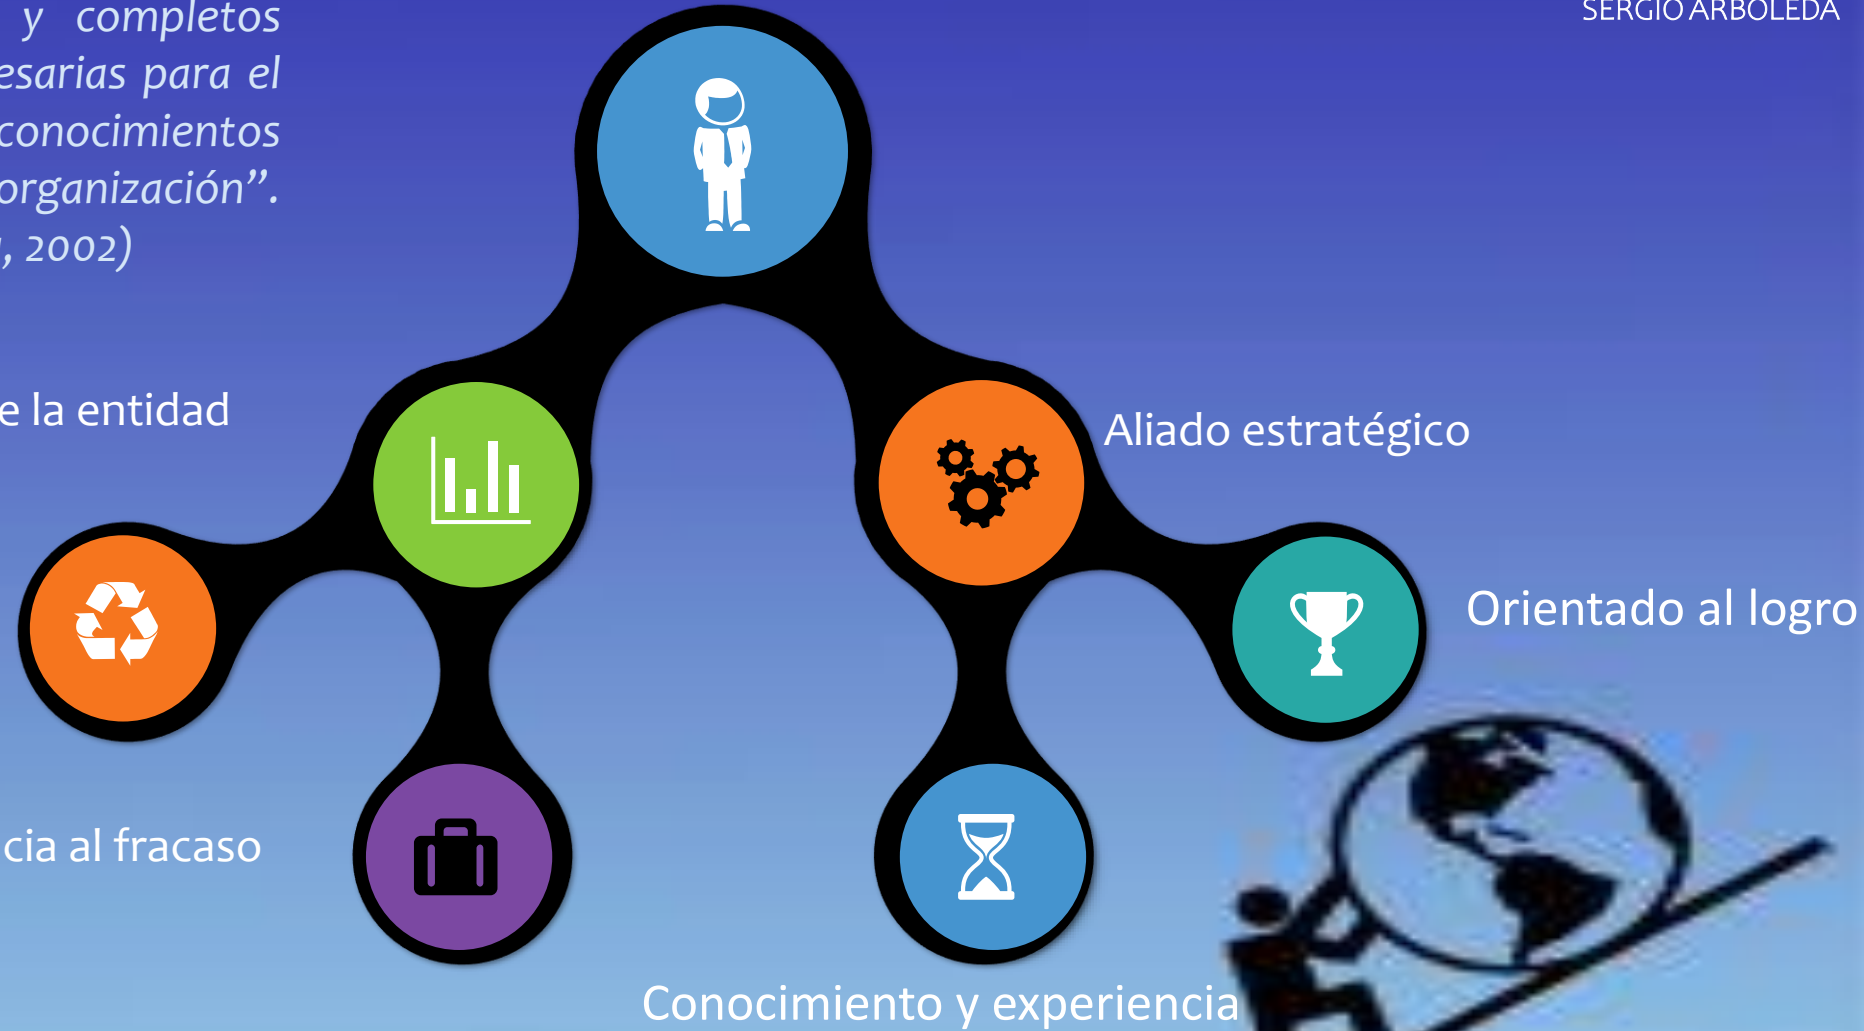 SERGIO ARBOLEDA
y completos
esarias para el
conocimientos
organización”.
, 2002)
e la entidad
Aliado estratégico
Orientado al logro
cia al fracaso
Conocimiento y experiencia